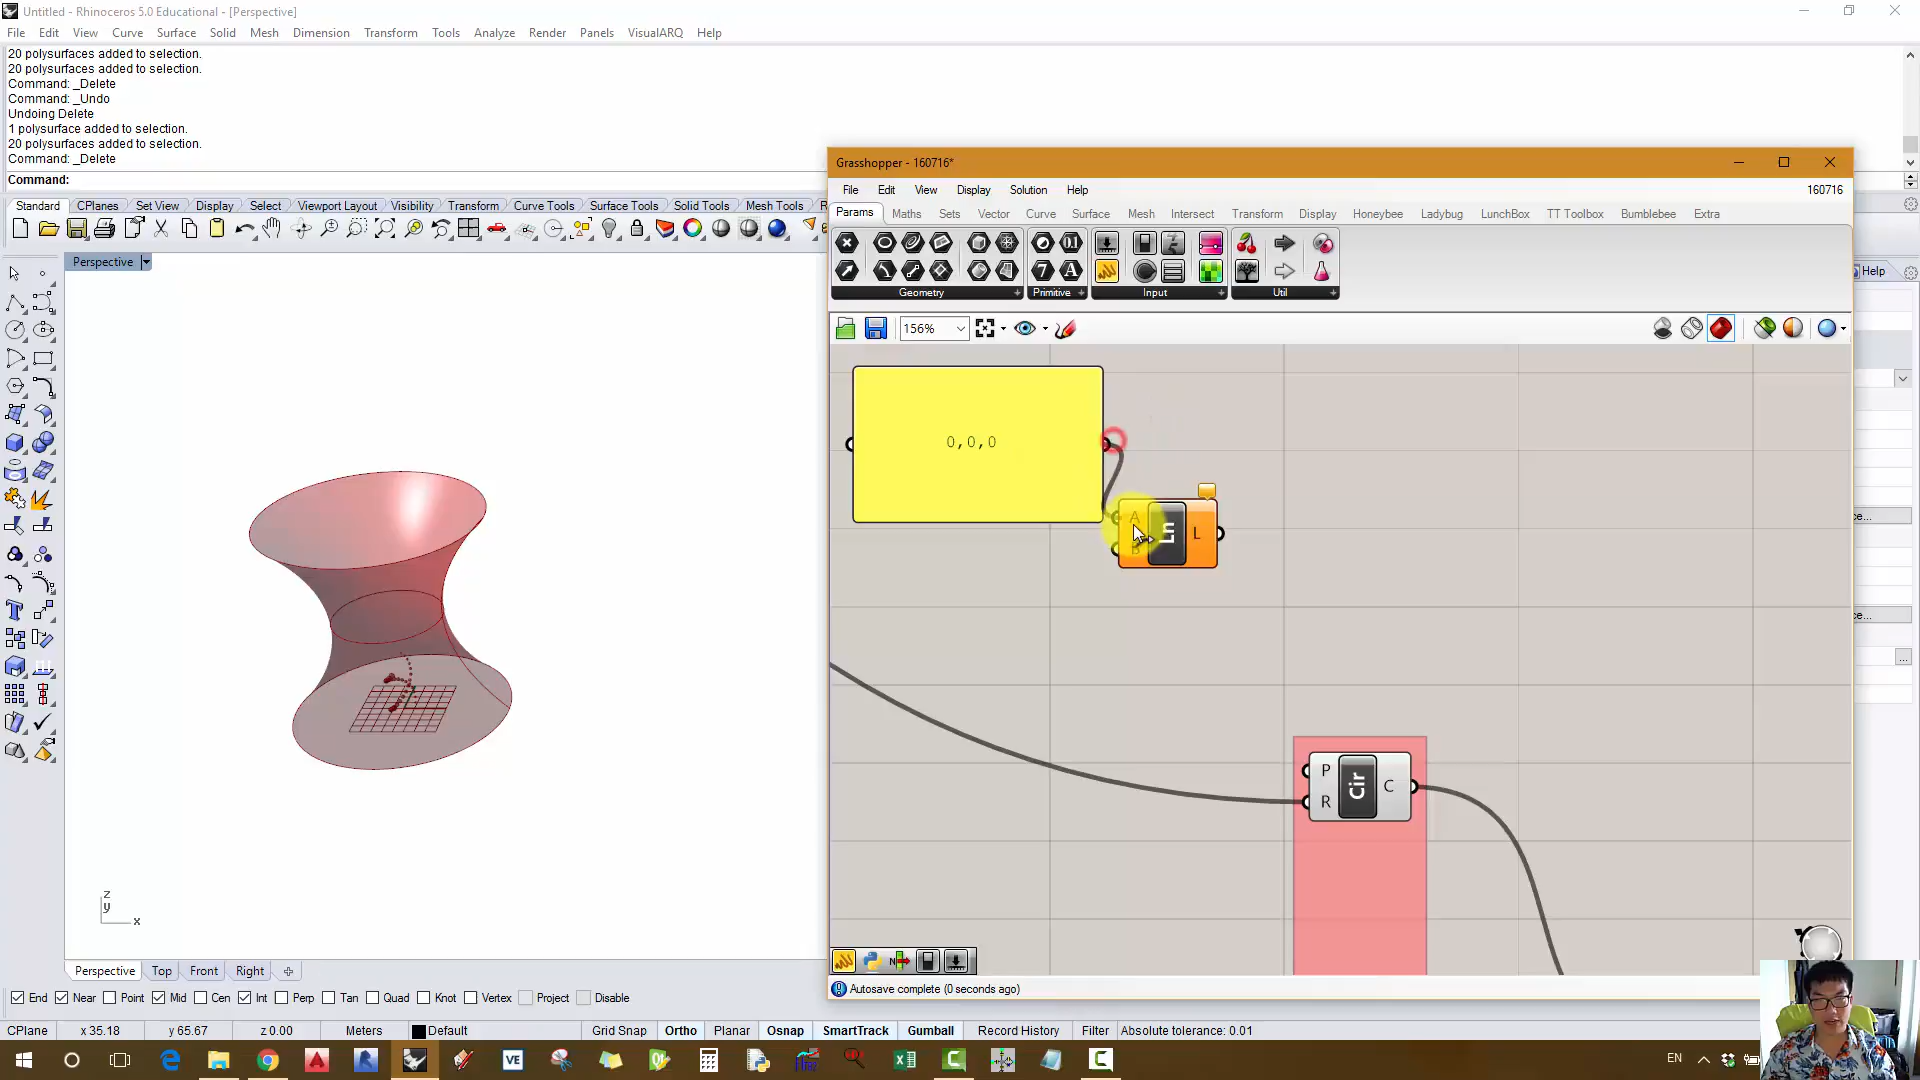 Untitled - Rhinoceros 5.0 Educational - [Perspective]
File Edit View Curve Surface Solid Mesh Dimension Transform Tools Analyze Render Panels VisualARQ Help
20 polysurfaces added to selection.
20 polysurfaces added to selection.
Command: _Delete
Command: _Undo
Undoing Delete
1 polysurface added to selection.
20 polysurfaces added to selection.
Command: _Delete
Command:
Standard CPlanes Set View Display Select Viewport Layout Visibility Transform Curve Tools Surface Tools Solid Tools Mesh Tools
Perspective
Grasshopper - 160716*
File Edit View Display Solution Help 160716
Params Maths Sets Vector Curve Surface Mesh Intersect Transform Display Honeybee Ladybug LunchBox TT Toolbox Bumblebee Extra
Geometry Primitive Input Util
156%
Help
0,0,0
A
B
Ln
L
P
R
Cir
C
z
y
x
Perspective Top Front Right
Autosave complete (0 seconds ago)
End Near Point Mid Cen Int Perp Tan Quad Knot Vertex Project Disable
CPlane x 35.18 y 65.67 z 0.00 Meters Default Grid Snap Ortho Planar Osnap SmartTrack Gumball Record History Filter Absolute tolerance: 0.01
VE
EN